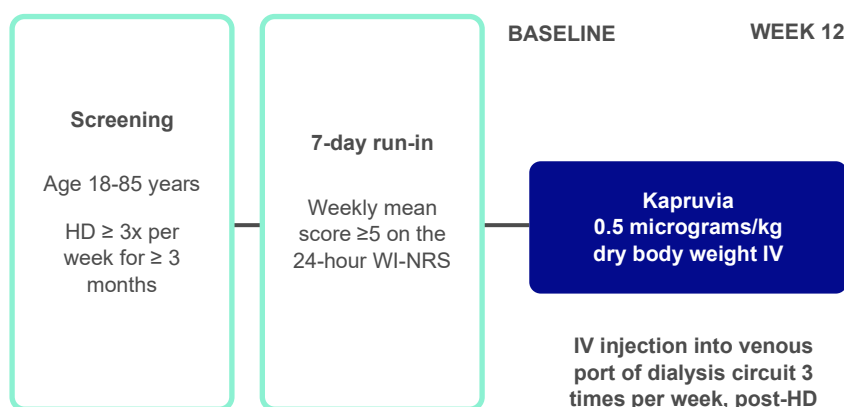 BASELINE
WEEK 12
Screening
Age 18-85 years
HD ≥ 3x per
week for ≥ 3
months
7-day run-in
Weekly mean
score ≥5 on the
24-hour WI-NRS
Kapruvia
0.5 micrograms/kg
dry body weight IV
IV injection into venous
port of dialysis circuit 3
times per week, post-HD